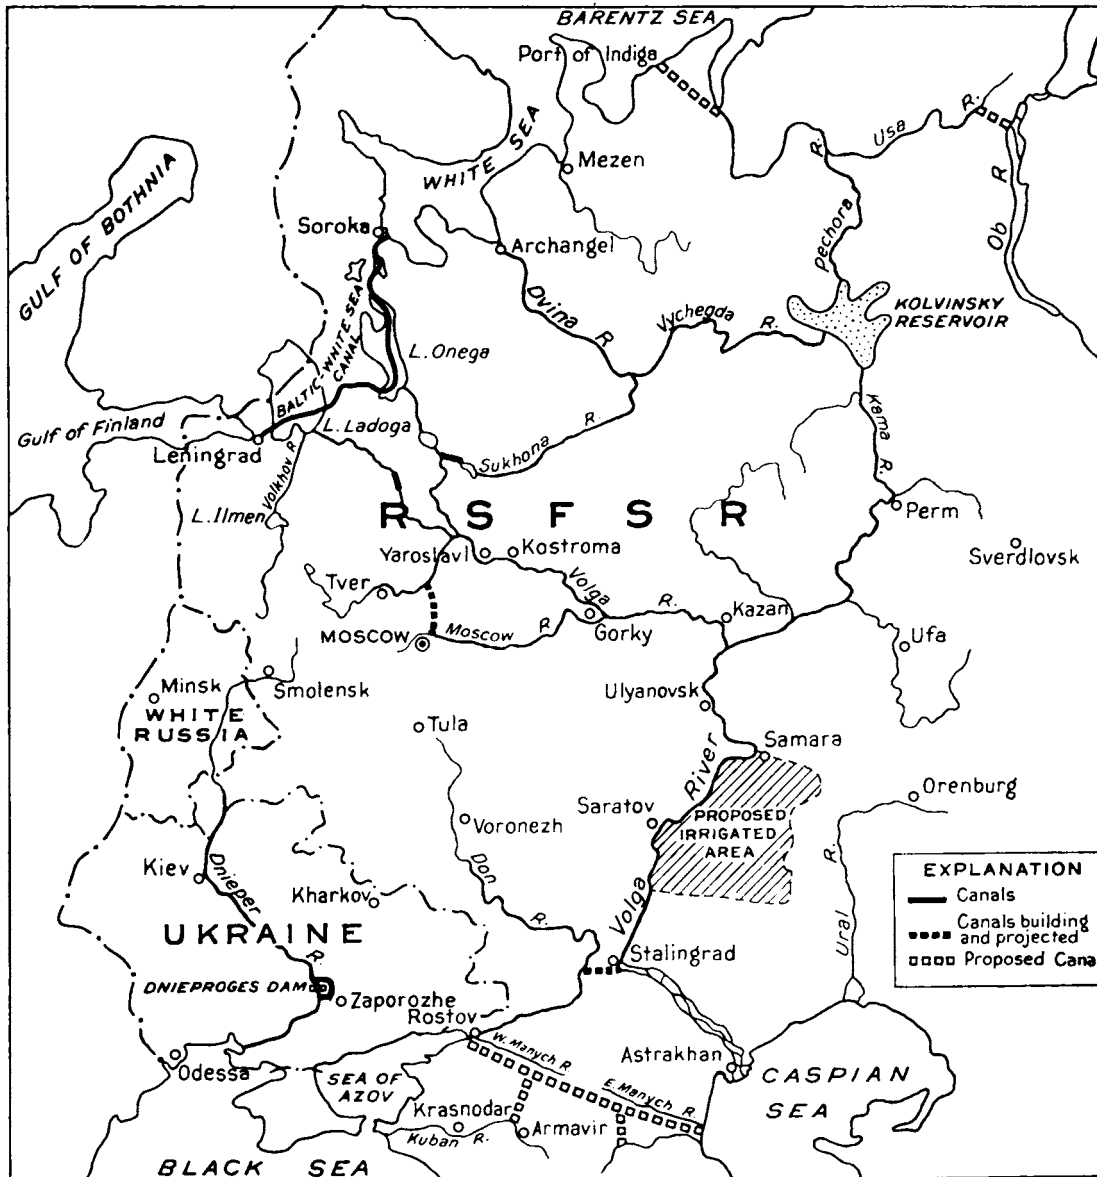 BARENTZ SEA
Port of Indiga
WHITE SEA
Mezen
Usa R.
Ob R
GULF OF BOTHNIA
Soroka
Archangel
Pechora R.
Dvina R
Vychegda R.
KOLVINSKY
RESERVOIR
BALTIC-WHITE SEA
CANAL
L. Onega
Gulf of Finland
Leningrad
L. Ladoga
Kama R.
Sukhona R.
Volkhov R
L. Ilmen
R S F S R
Perm
Sverdlovsk
Yaroslavl
Kostroma
Tver
Volga R.
Kazan
MOSCOW
Moscow R.
Gorky
Ufa
Minsk
Smolensk
WHITE
RUSSIA
Ulyanovsk
Tula
Samara
Volga River
Orenburg
Saratov
PROPOSED
IRRIGATED
AREA
Voronezh
Kiev
Dnieper R.
Don R.
Kharkov
Ural R.
UKRAINE
Stalingrad
DNIEPROGES DAM
Zaporozhe
Rostov
W. Manych R
Odessa
Astrakhan
SEA OF
AZOV
E. Manych R.
CASPIAN
SEA
Krasnodar
Kuban R.
Armavir
BLACK SEA
EXPLANATION
Canals
Canals building
and projected
Proposed Canal